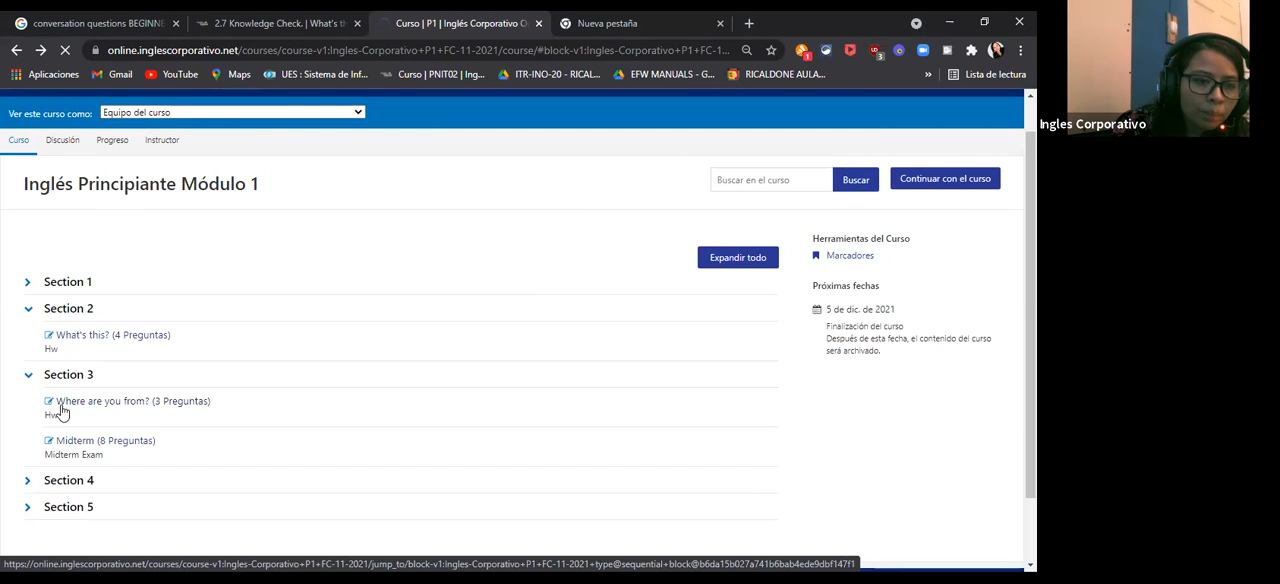 conversation questions BEGINNE
2.7 Knowledge Check. | What's th
Curso | P1 | Inglés Corporativo O
Nueva pestaña
online.inglescorporativo.net/courses/course-v1:Ingles-Corporativo+P1+FC-11-2021/course/#block-v1:Ingles-Corporativo+P1+FC-1...
Aplicaciones
Gmail
YouTube
Maps
UES : Sistema de Inf...
Curso | PNIT02 | Ing...
ITR-INO-20 - RICAL...
EFW MANUALS - G...
RICALDONE AULA...
»
Lista de lectura
Ver este curso como:
Equipo del curso
Curso
Discusión
Progreso
Instructor
Inglés Principiante Módulo 1
Buscar en el curso
Buscar
Continuar con el curso
Expandir todo
Section 1
Section 2
What's this? (4 Preguntas)
Hw
Section 3
Where are you from? (3 Preguntas)
Hw
Midterm (8 Preguntas)
Midterm Exam
Section 4
Section 5
Herramientas del Curso
Marcadores
Próximas fechas
5 de dic. de 2021
Finalización del curso
Después de esta fecha, el contenido del curso
será archivado.
https://online.inglescorporativo.net/courses/course-v1:Ingles-Corporativo+P1+FC-11-2021/jump_to/block-v1:Ingles-Corporativo+P1+FC-11-2021+type@sequential+block@b6da15b027a741b6bab4ede9dbf147f1
Ingles Corporativo